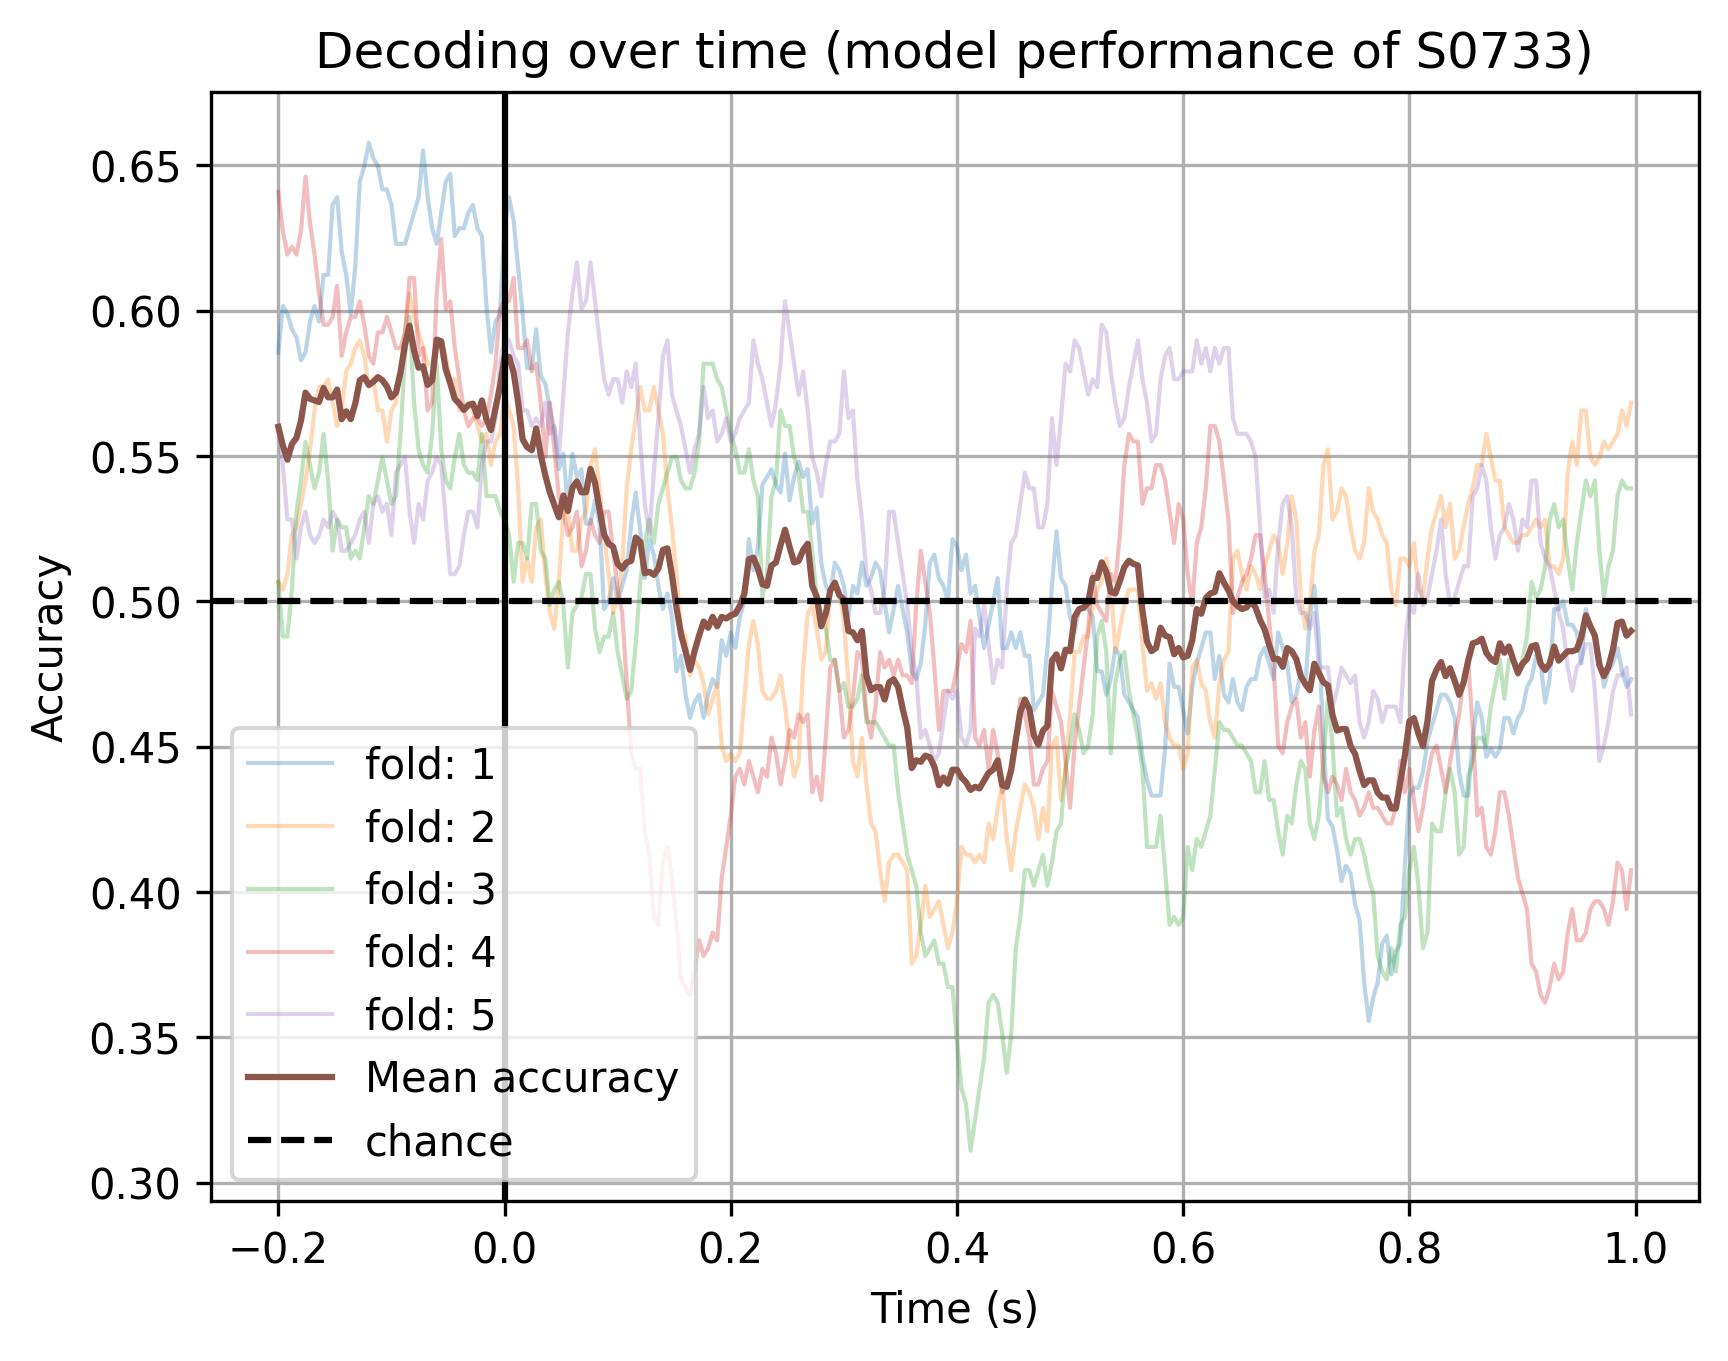 Decoding over time (model performance of S0733)
Accuracy
0.65
0.60
0.55
0.50
0.45
0.40
0.35
0.30
fold: 1
fold: 2
fold: 3
fold: 4
fold: 5
Mean accuracy
chance
−0.2 0.0 0.2 0.4 0.6 0.8 1.0
Time (s)